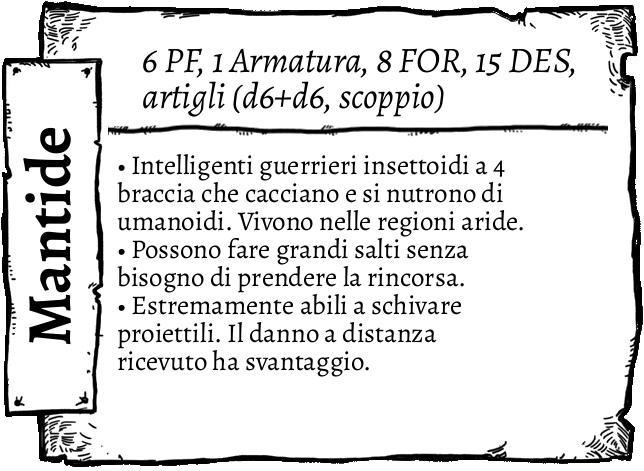 Mantide
6 PF, 1 Armatura, 8 FOR, 15 DES,
artigli (d6+d6, scoppio)
• Intelligenti guerrieri insettoidi a 4
braccia che cacciano e si nutrono di
umanoidi. Vivono nelle regioni aride.
• Possono fare grandi salti senza
bisogno di prendere la rincorsa.
• Estremamente abili a schivare
proiettili. Il danno a distanza
ricevuto ha svantaggio.